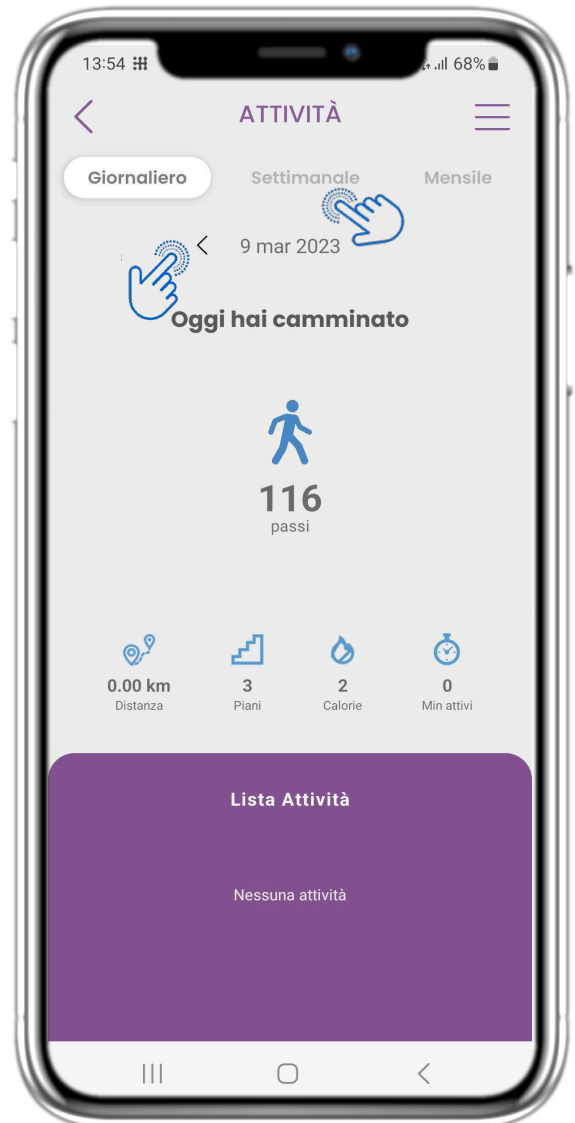 13:54 68%
ATTIVITÀ
Giornaliero Settimanale Mensile
9 mar 2023
Oggi hai camminato
116
passi
0.00 km 3 2 0
Distanza Piani Calorie Min attivi
Lista Attività
Nessuna attività